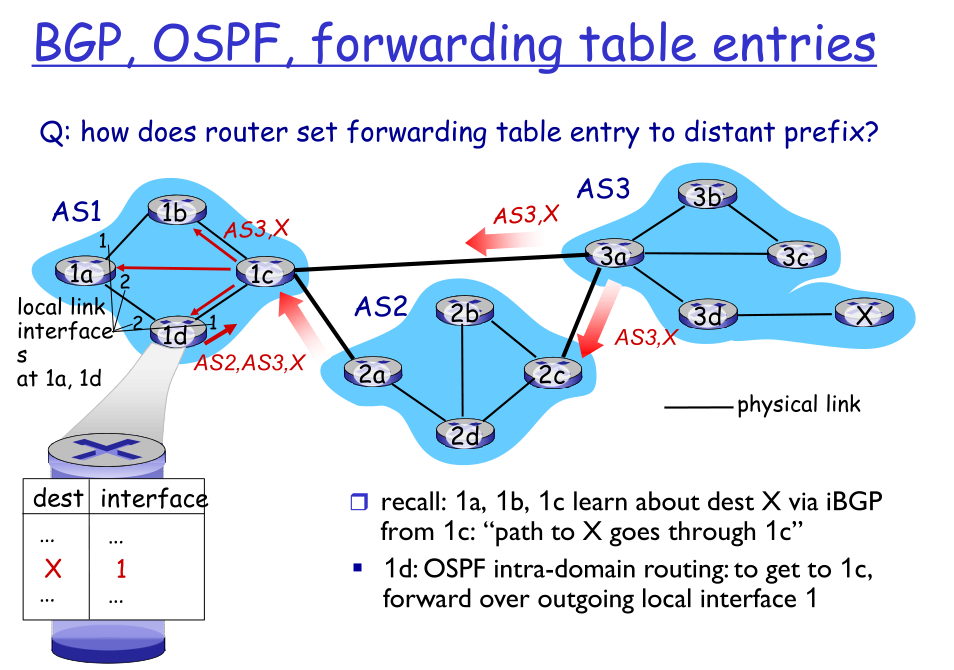 BGP, OSPF, forwarding table entries
Q: how does router set forwarding table entry to distant prefix?
AS1
1b
AS3,X
1
1a
2
1c
local link
interface
s
at 1a, 1d
2
1d
1
AS2,AS3,X
AS3,X
AS3
3b
3a
3c
3d
X
AS3,X
AS2
2b
2a
2c
2d
physical link
dest interface
... ...
X 1
... ...
recall: 1a, 1b, 1c learn about dest X via iBGP
from 1c: “path to X goes through 1c”
1d: OSPF intra-domain routing: to get to 1c,
forward over outgoing local interface 1